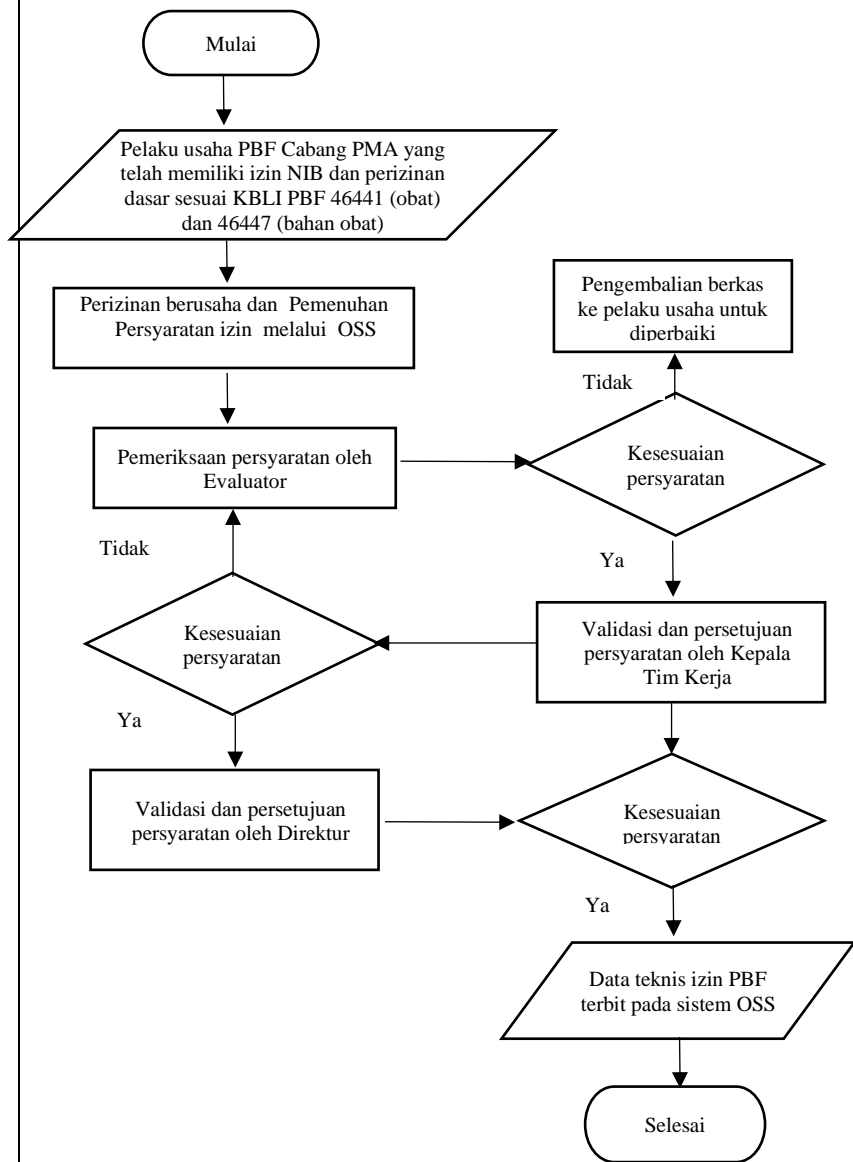 Mulai
Pelaku usaha PBF Cabang PMA yang
telah memiliki izin NIB dan perizinan
dasar sesuai KBLI PBF 46441 (obat)
dan 46447 (bahan obat)
Perizinan berusaha dan Pemenuhan
Persyaratan izin melalui OSS
Pengembalian berkas
ke pelaku usaha untuk
diperbaiki
Tidak
Pemeriksaan persyaratan oleh
Evaluator
Kesesuaian
persyaratan
Tidak
Ya
Kesesuaian
persyaratan
Validasi dan persetujuan
persyaratan oleh Kepala
Tim Kerja
Ya
Validasi dan persetujuan
persyaratan oleh Direktur
Kesesuaian
persyaratan
Ya
Data teknis izin PBF
terbit pada sistem OSS
Selesai